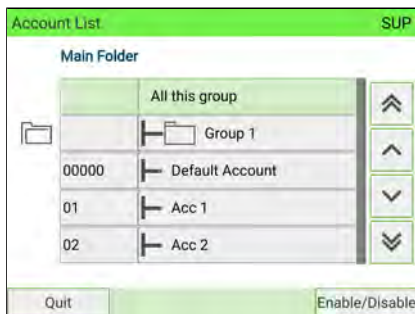 Account List SUP
Main Folder
All this group
Group 1
00000 Default Account
01 Acc 1
02 Acc 2
Quit Enable/Disable